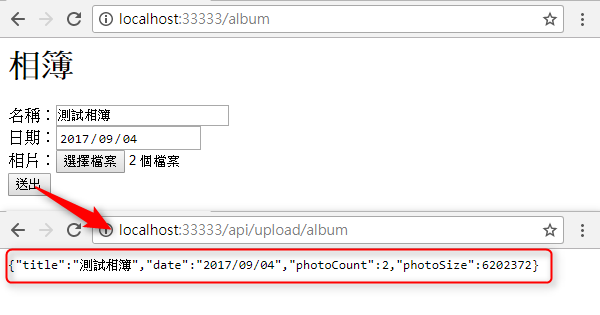 localhost:33333/album
相簿
名稱：測試相簿
日期：2017/09/04
相片：選擇檔案 2 個檔案
送出
localhost:33333/api/upload/album
{"title":"測試相簿","date":"2017/09/04","photoCount":2,"photoSize":6202372}